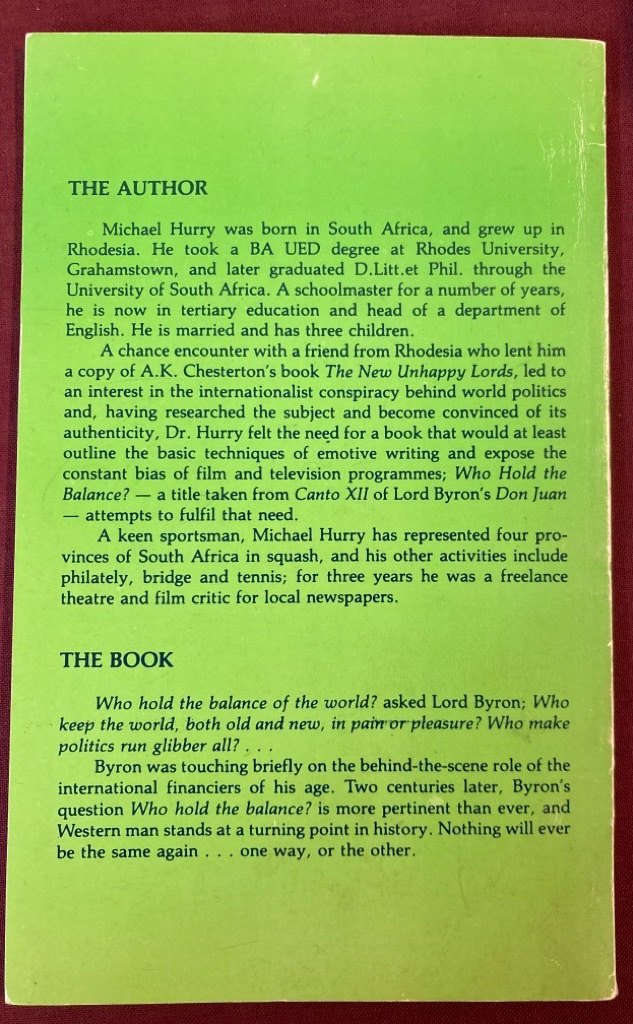 THE AUTHOR
Michael Hurry was born in South Africa, and grew up in
Rhodesia. He took a BA UED degree at Rhodes University,
Grahamstown, and later graduated D.Litt.et Phil. through the
University of South Africa. A schoolmaster for a number of years,
he is now in tertiary education and head of a department of
English. He is married and has three children.
A chance encounter with a friend from Rhodesia who lent him
a copy of A.K. Chesterton's book The New Unhappy Lords, led to
an interest in the internationalist conspiracy behind world politics
and, having researched the subject and become convinced of its
authenticity, Dr. Hurry felt the need for a book that would at least
outline the basic techniques of emotive writing and expose the
constant bias of film and television programmes; Who Hold the
Balance? — a title taken from Canto XII of Lord Byron's Don Juan
— attempts to fulfil that need.
A keen sportsman, Michael Hurry has represented four pro-
vinces of South Africa in squash, and his other activities include
philately, bridge and tennis; for three years he was a freelance
theatre and film critic for local newspapers.
THE BOOK
Who hold the balance of the world? asked Lord Byron; Who
keep the world, both old and new, in pain or pleasure? Who make
politics run glibber all? . . .
Byron was touching briefly on the behind-the-scene role of the
international financiers of his age. Two centuries later, Byron's
question Who hold the balance? is more pertinent than ever, and
Western man stands at a turning point in history. Nothing will ever
be the same again . . . one way, or the other.